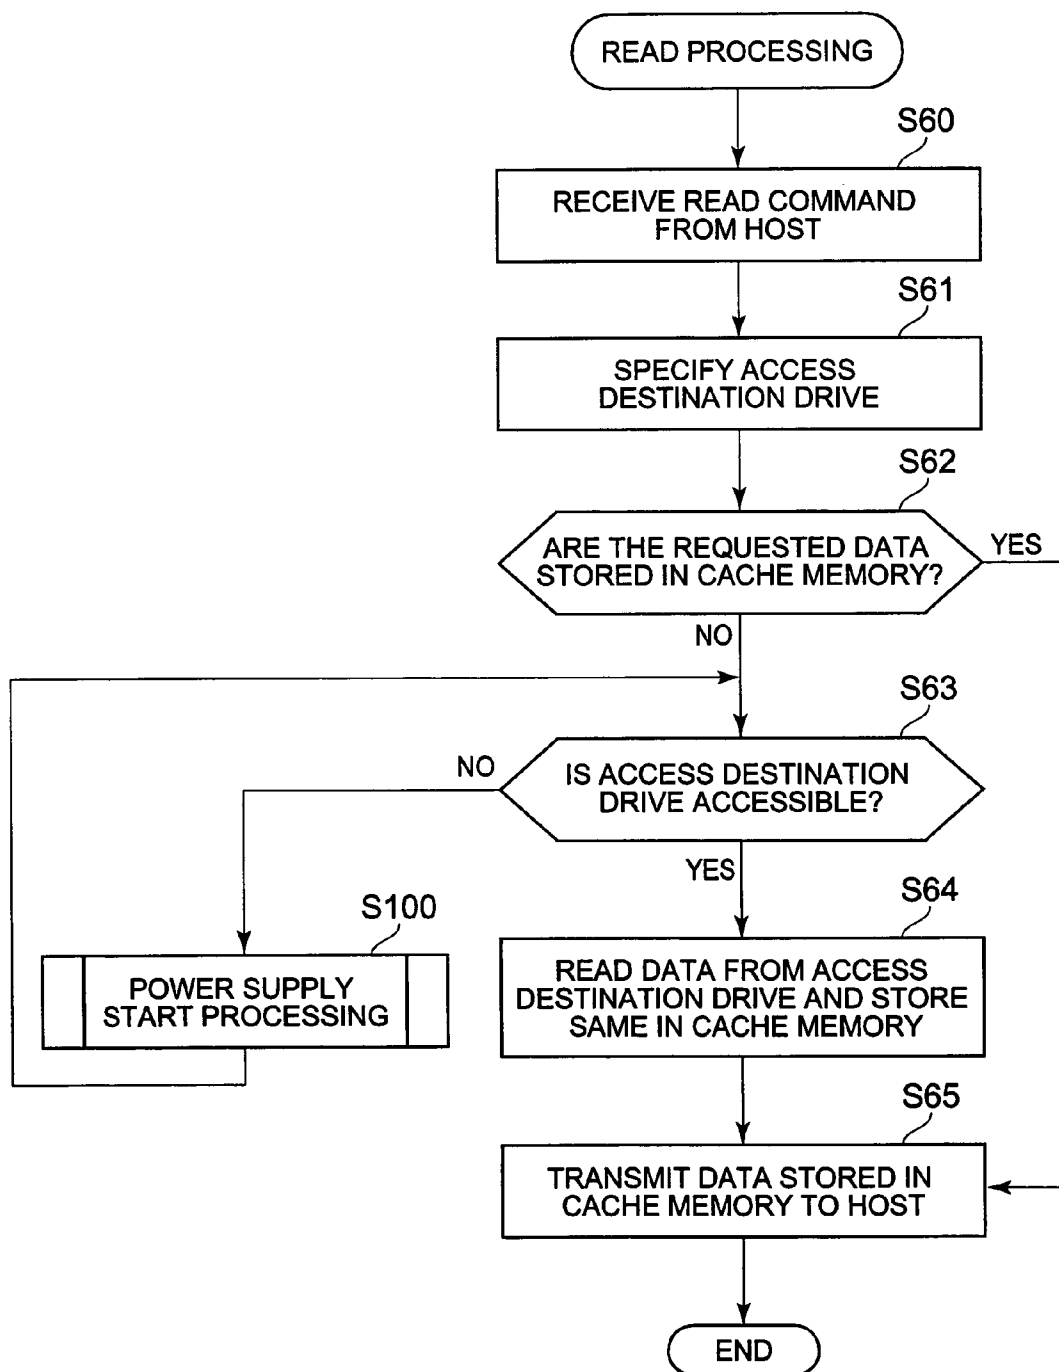 READ PROCESSING
S60
RECEIVE READ COMMAND
FROM HOST
S61
SPECIFY ACCESS
DESTINATION DRIVE
S62
ARE THE REQUESTED DATA
STORED IN CACHE MEMORY?
YES
NO
S63
IS ACCESS DESTINATION
DRIVE ACCESSIBLE?
NO
YES
S100
POWER SUPPLY
START PROCESSING
S64
READ DATA FROM ACCESS
DESTINATION DRIVE AND STORE
SAME IN CACHE MEMORY
S65
TRANSMIT DATA STORED IN
CACHE MEMORY TO HOST
END